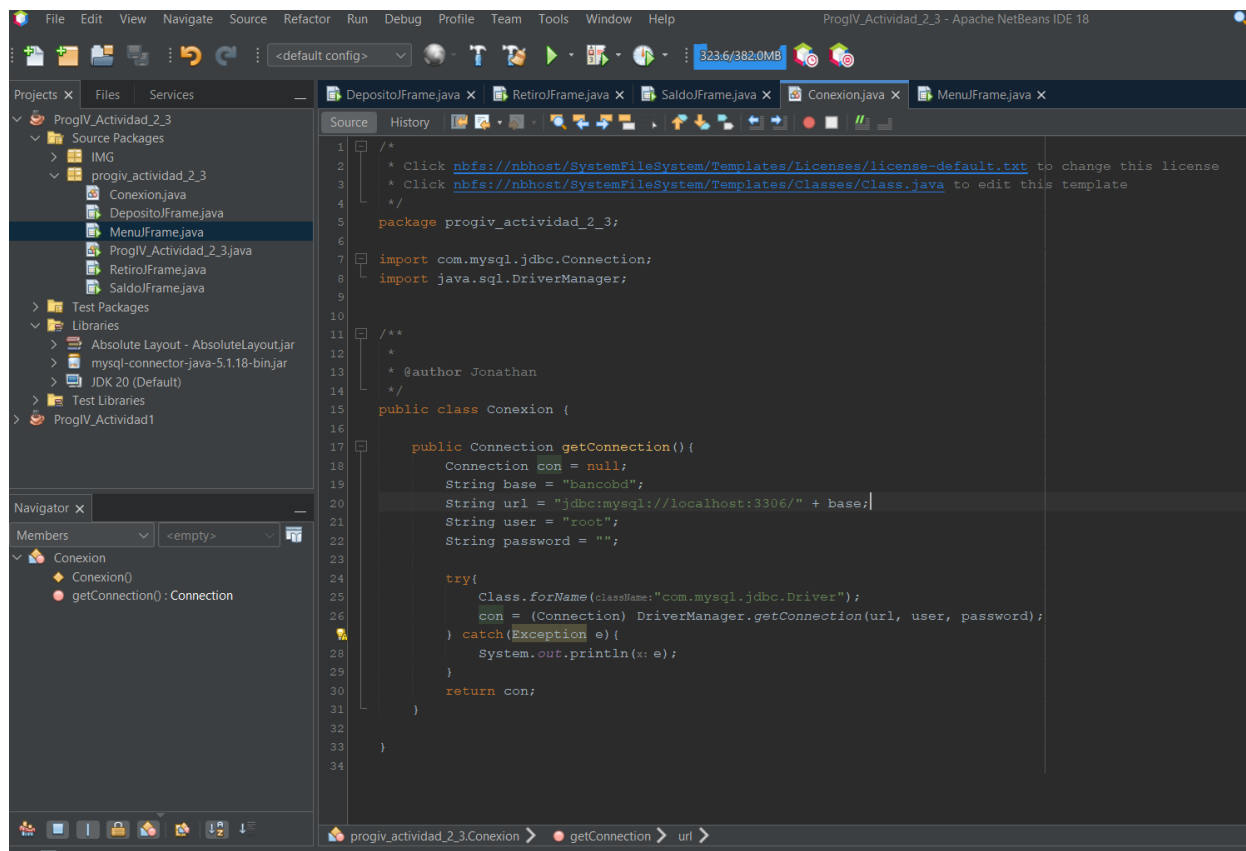 File Edit View Navigate Source Refactor Run Debug Profile Team Tools Window Help ProgIV_Actividad_2_3 - Apache NetBeans IDE 18
<default config> 323.6/382.0MB
Projects Files Services
ProgIV_Actividad_2_3
Source Packages
IMG
progiv_actividad_2_3
Conexion.java
DepositoJFrame.java
MenuJFrame.java
ProgIV_Actividad_2_3.java
RetiroJFrame.java
SaldoJFrame.java
Test Packages
Libraries
Absolute Layout - AbsoluteLayout.jar
mysql-connector-java-5.1.18-bin.jar
JDK 20 (Default)
Test Libraries
ProgIV_Actividad1
Navigator
Members <empty>
Conexion
Conexion()
getConnection() : Connection
DepositoJFrame.java RetiroJFrame.java SaldoJFrame.java Conexion.java MenuJFrame.java
Source History
1 /*
2 * Click nbfs://nbhost/SystemFileSystem/Templates/Licenses/license-default.txt to change this license
3 * Click nbfs://nbhost/SystemFileSystem/Templates/Classes/Class.java to edit this template
4 */
5 package progiv_actividad_2_3;
6
7 import com.mysql.jdbc.Connection;
8 import java.sql.DriverManager;
9
10
11 /**
12 *
13 * @author Jonathan
14 */
15 public class Conexion {
16
17 public Connection getConnection(){
18 Connection con = null;
19 String base = "bancobd";
20 String url = "jdbc:mysql://localhost:3306/" + base;
21 String user = "root";
22 String password = "";
23
24 try{
25 Class.forName(className:"com.mysql.jdbc.Driver");
26 con = (Connection) DriverManager.getConnection(url, user, password);
} catch(Exception e){
28 System.out.println(x: e);
29 }
30 return con;
31 }
32
33 }
34
progiv_actividad_2_3.Conexion getConnection url